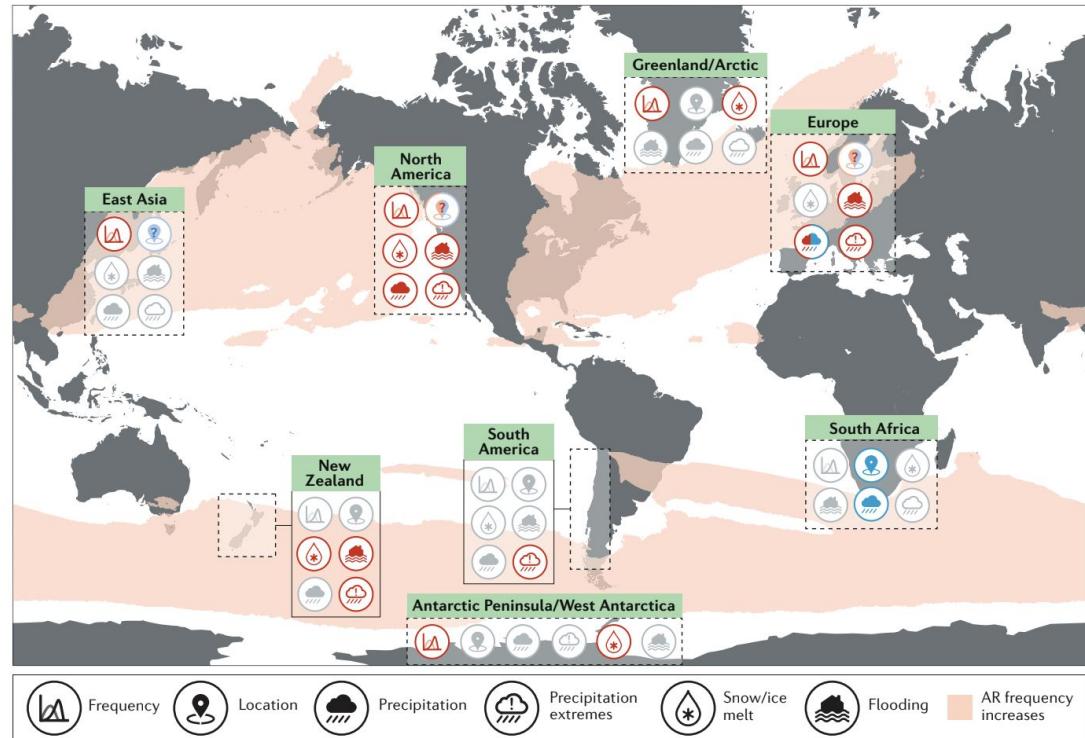 Greenland/Arctic
Europe
North
America
East Asia
?
?
?
South Africa
South
America
New
Zealand
Antarctic Peninsula/West Antarctica
Frequency
Location
Precipitation
Precipitation
extremes
Snow/ice
melt
Flooding
AR frequency
increases